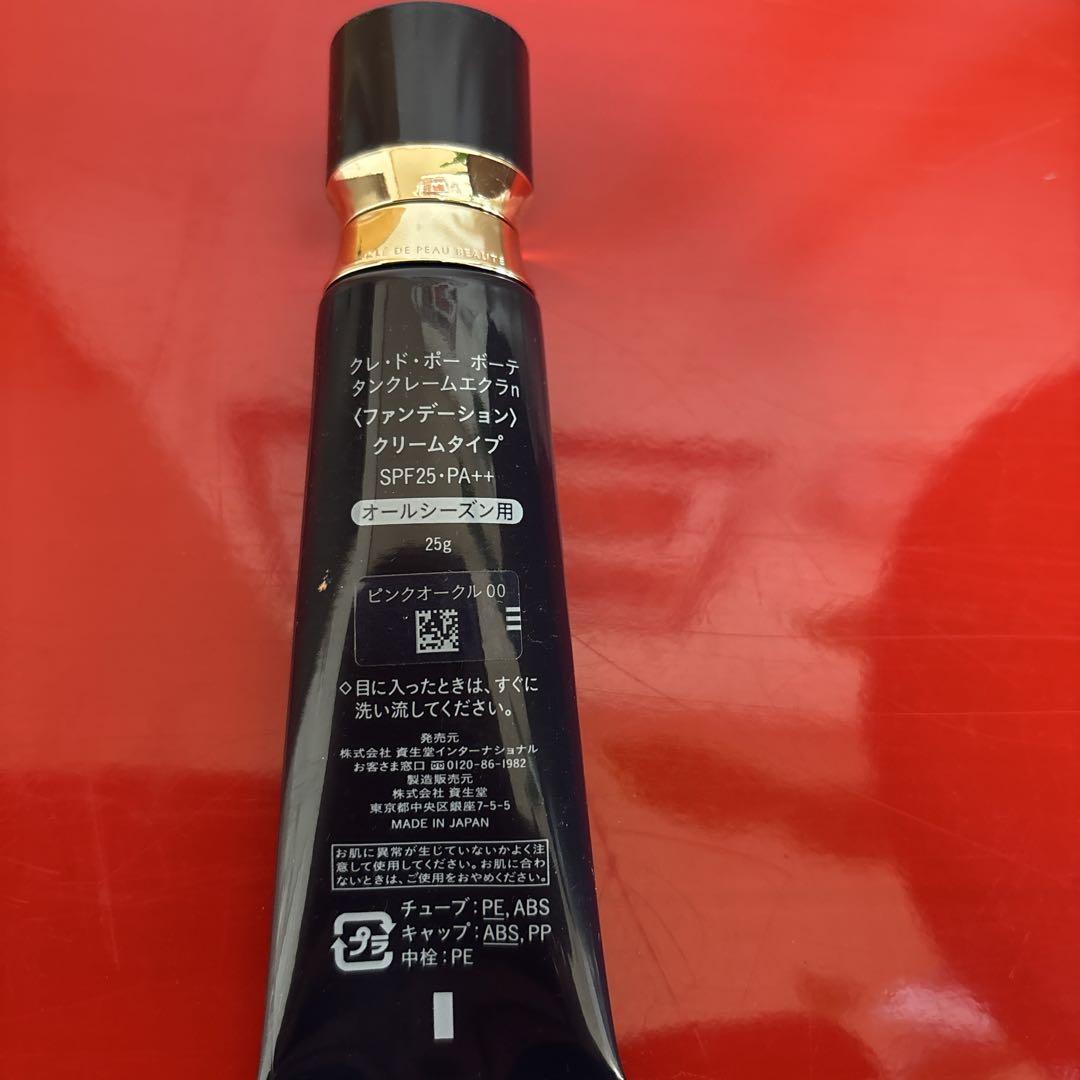 DE PEAU BEAUTÉ
クレ・ド・ポー ボーテ
タンクレームエクラn
〈ファンデーション〉
クリームタイプ
SPF25・PA++
オールシーズン用
25g
ピンクオークル00
◇目に入ったときは、すぐに
洗い流してください。
発売元
株式会社 資生堂インターナショナル
お客さま窓口 0120-86-1982
製造販売元
株式会社 資生堂
東京都中央区銀座7-5-5
MADE IN JAPAN
お肌に異常が生じていないかよく注
意して使用してください。お肌に合わ
ないときは、ご使用をおやめください。
プラ
チューブ:PE, ABS
キャップ:ABS, PP
中栓:PE